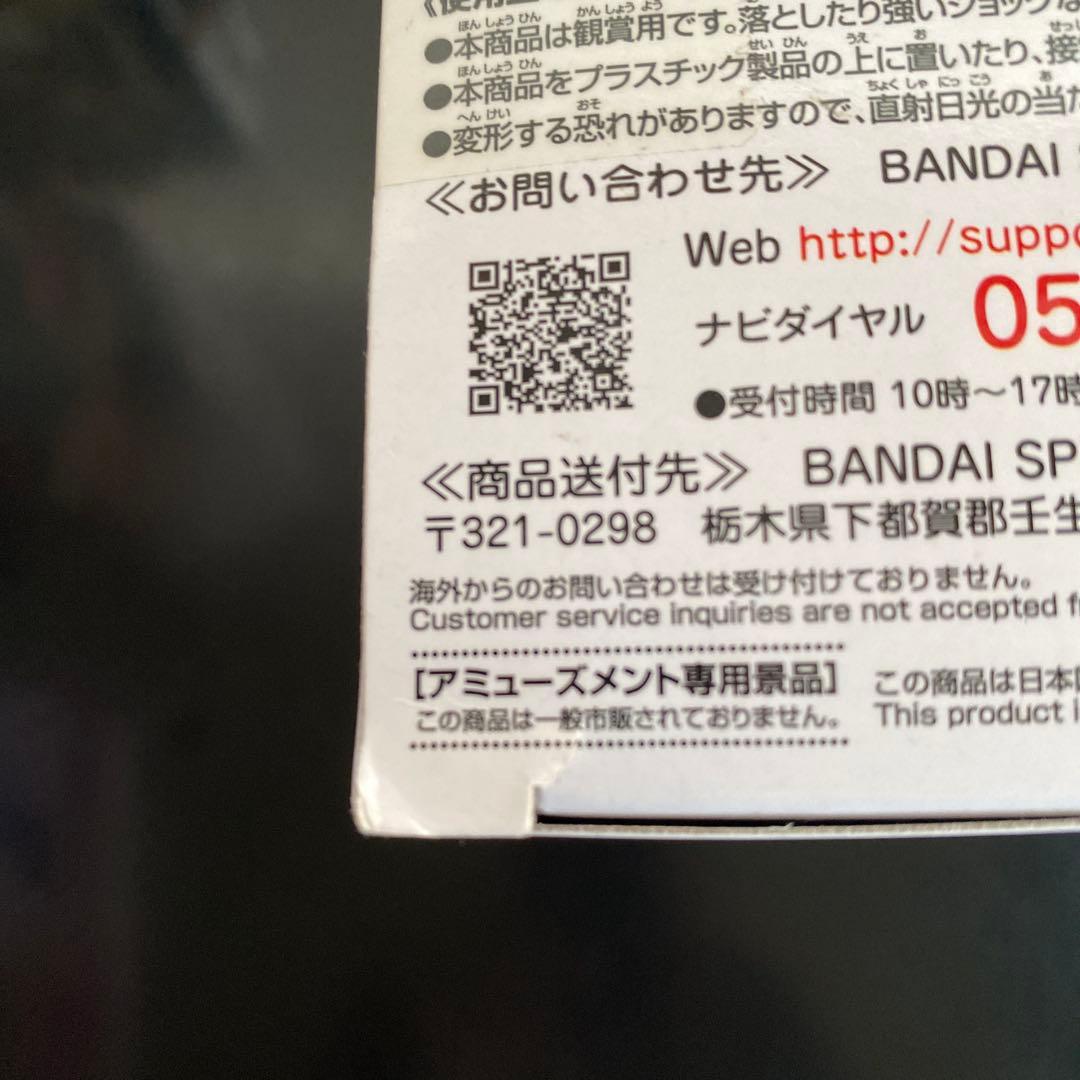 ●本商品は観賞用です。落としたり強いショック
●本商品をプラスチック製品の上に置いたり、接
●変形する恐れがありますので、直射日光の当た
≪お問い合わせ先≫ BANDAI
Web http://suppo
ナビダイヤル 05
●受付時間 10時～17時
≪商品送付先≫ BANDAI SP
〒321-0298 栃木県下都賀郡壬生
海外からのお問い合わせは受け付けておりません。
Customer service inquiries are not accepted f
[アミューズメント専用景品] この商品は日本
この商品は一般市販されておりません。 This product i